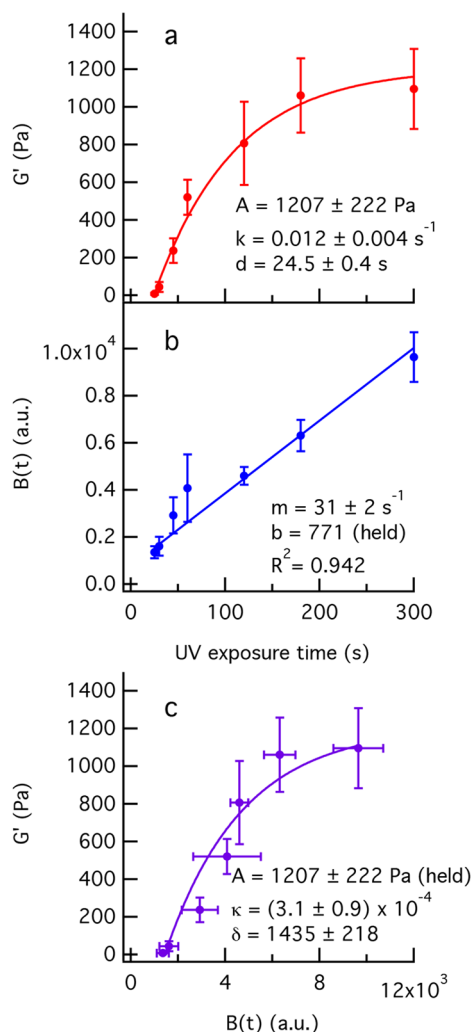 a
1400
1200
1000
800
600
400
200
0
G' (Pa)
A = 1207 ± 222 Pa
k = 0.012 ± 0.004 s⁻¹
d = 24.5 ± 0.4 s
b
1.0x10⁴
0.8
0.6
0.4
0.2
0.0
B(t) (a.u.)
m = 31 ± 2 s⁻¹
b = 771 (held)
R² = 0.942
0 100 200 300
UV exposure time (s)
c
1400
1200
1000
800
600
400
200
0
G' (Pa)
A = 1207 ± 222 Pa (held)
κ = (3.1 ± 0.9) x 10⁻⁴
δ = 1435 ± 218
0 4 8 12x10³
B(t) (a.u.)